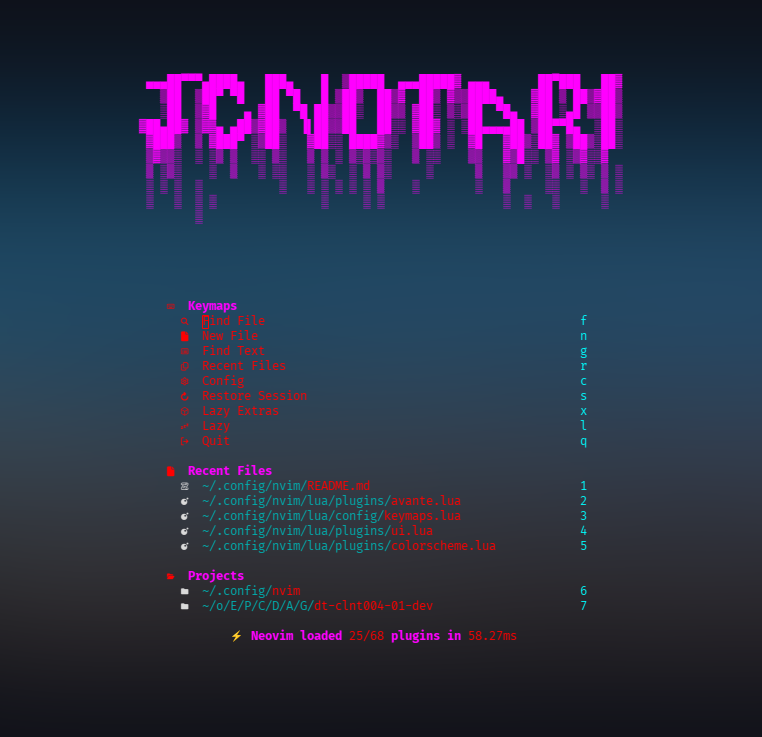 JCNOTARI
Keymaps
Find File f
New File n
Find Text g
Recent Files r
Config c
Restore Session s
Lazy Extras x
Lazy l
Quit q
Recent Files
~/.config/nvim/README.md 1
~/.config/nvim/lua/plugins/avante.lua 2
~/.config/nvim/lua/config/keymaps.lua 3
~/.config/nvim/lua/plugins/ui.lua 4
~/.config/nvim/lua/plugins/colorscheme.lua 5
Projects
~/.config/nvim 6
~/o/E/P/C/D/A/G/dt-clnt004-01-dev 7
⚡ Neovim loaded 25/68 plugins in 58.27ms